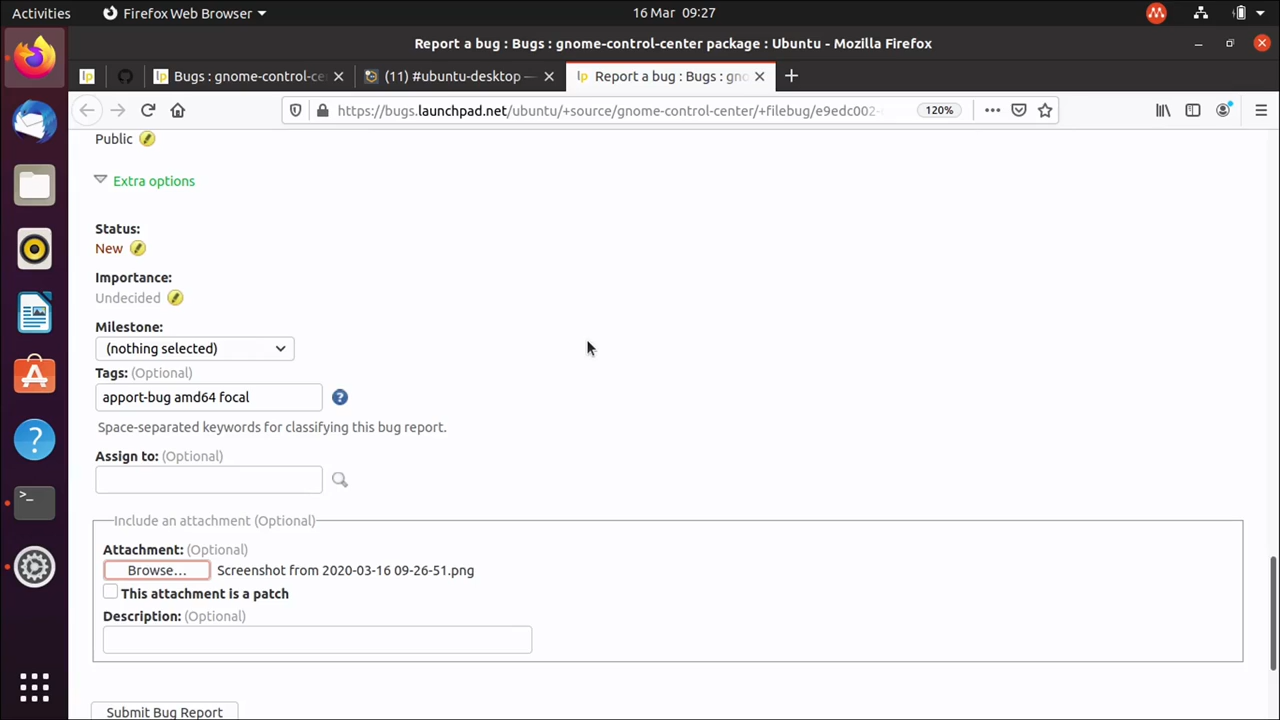 Activities
Firefox Web Browser
16 Mar 09:27
Report a bug : Bugs : gnome-control-center package : Ubuntu - Mozilla Firefox
lp
lp Bugs : gnome-control-ce
(11) #ubuntu-desktop —
lp Report a bug : Bugs : gno
https://bugs.launchpad.net/ubuntu/+source/gnome-control-center/+filebug/e9edc002-
120%
Public
Extra options
Status:
New
Importance:
Undecided
Milestone:
(nothing selected)
Tags: (Optional)
apport-bug amd64 focal
?
Space-separated keywords for classifying this bug report.
Assign to: (Optional)
Include an attachment (Optional)
Attachment: (Optional)
Browse... Screenshot from 2020-03-16 09-26-51.png
This attachment is a patch
Description: (Optional)
Submit Bug Report